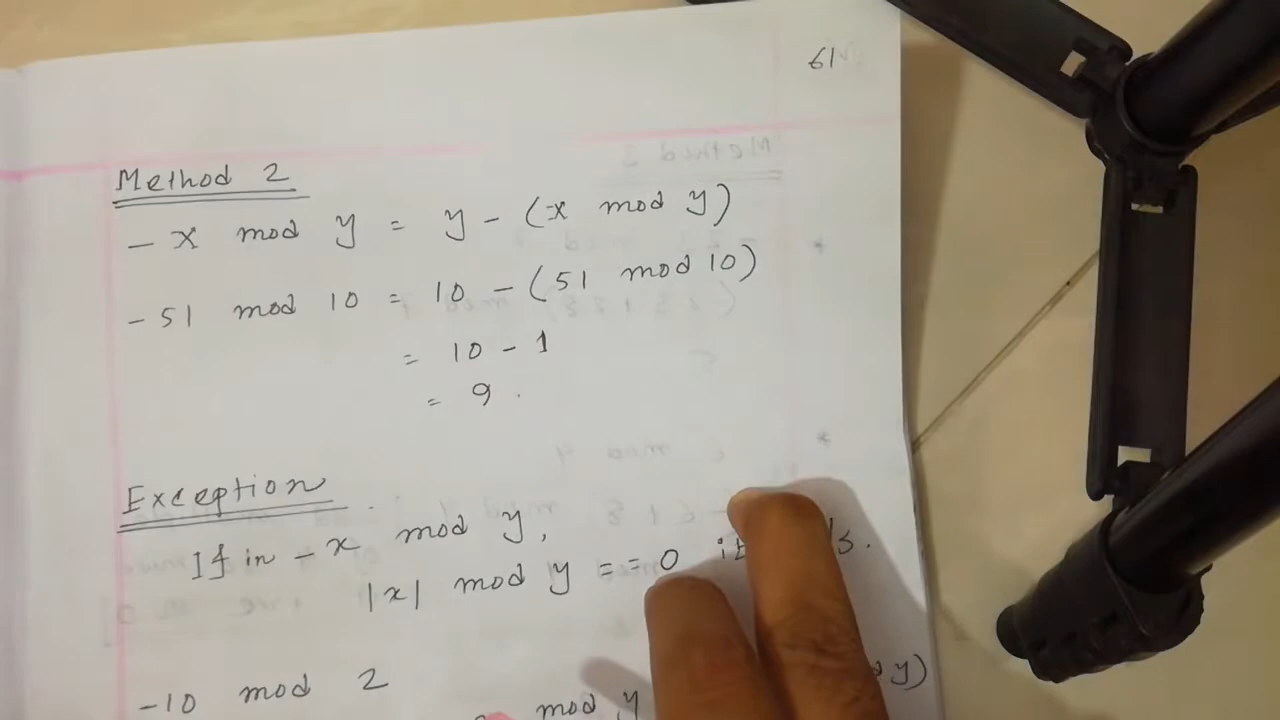 61
Method 2
- x mod y = y - (x mod y)
- 51 mod 10 = 10 - (51 mod 10)
= 10 - 1
= 9 .
Exception
If in - x mod y,
|x| mod y == 0
-10 mod 2
mod y y)